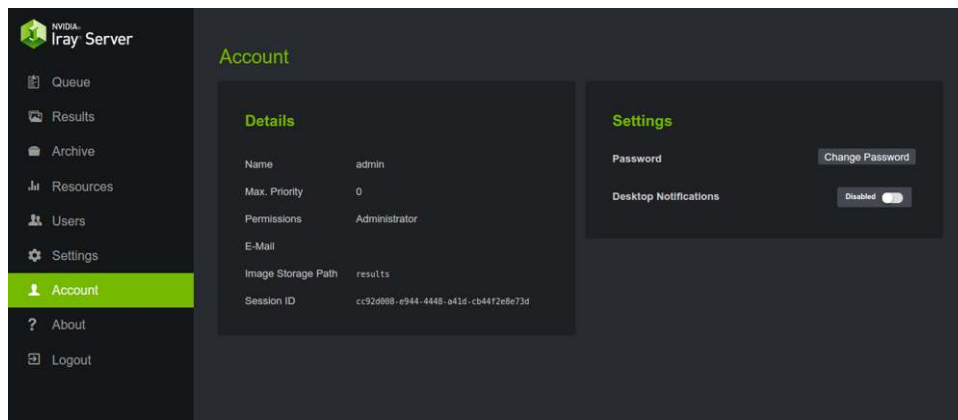 NVIDIA.
Iray Server
Queue
Results
Archive
Resources
Users
Settings
Account
? About
Logout
Account
Details
Name admin
Max. Priority 0
Permissions Administrator
E-Mail
Image Storage Path results
Session ID cc92d008-e944-4448-a41d-cb44f2e8e73d
Settings
Password Change Password
Desktop Notifications Disabled